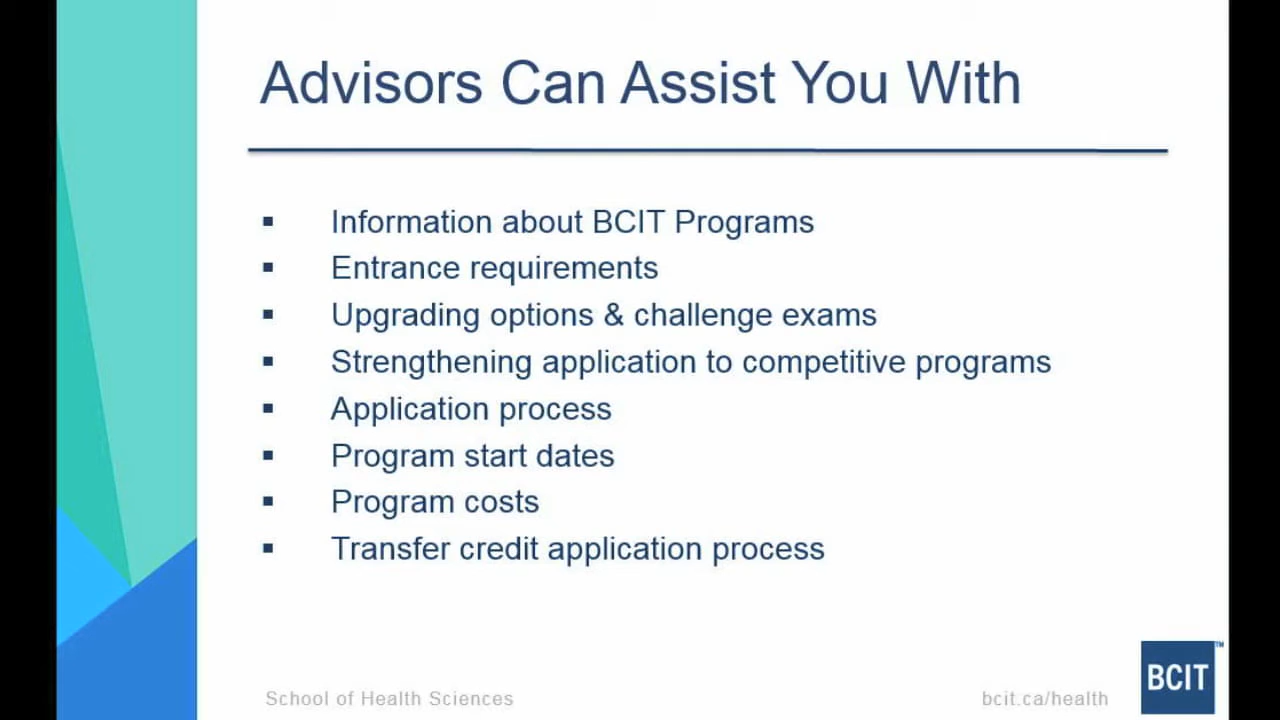 Advisors Can Assist You With
▪ Information about BCIT Programs
▪ Entrance requirements
▪ Upgrading options & challenge exams
▪ Strengthening application to competitive programs
▪ Application process
▪ Program start dates
▪ Program costs
▪ Transfer credit application process
School of Health Sciences
bcit.ca/health
BCIT™